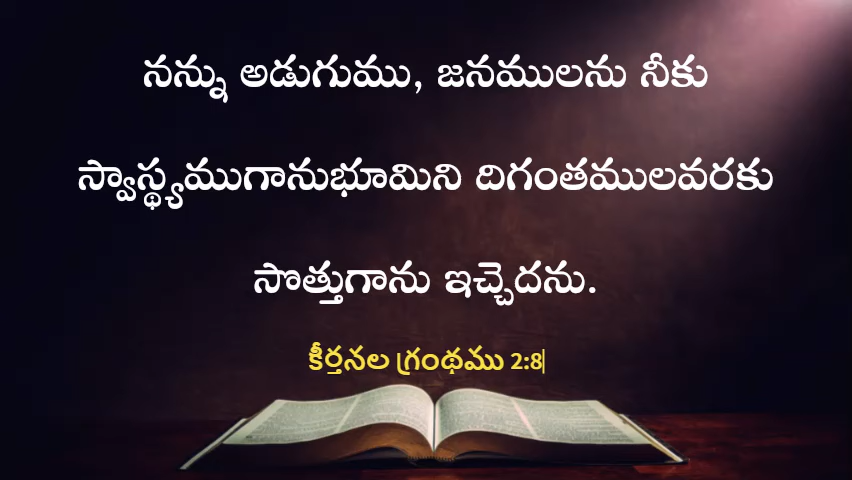 నన్ను అడుగుము, జనములను నీకు
స్వాస్థ్యముగానుభూమిని దిగంతములవరకు
సొత్తుగాను ఇచ్చెదను.
కీర్తనల గ్రంథము 2:8|